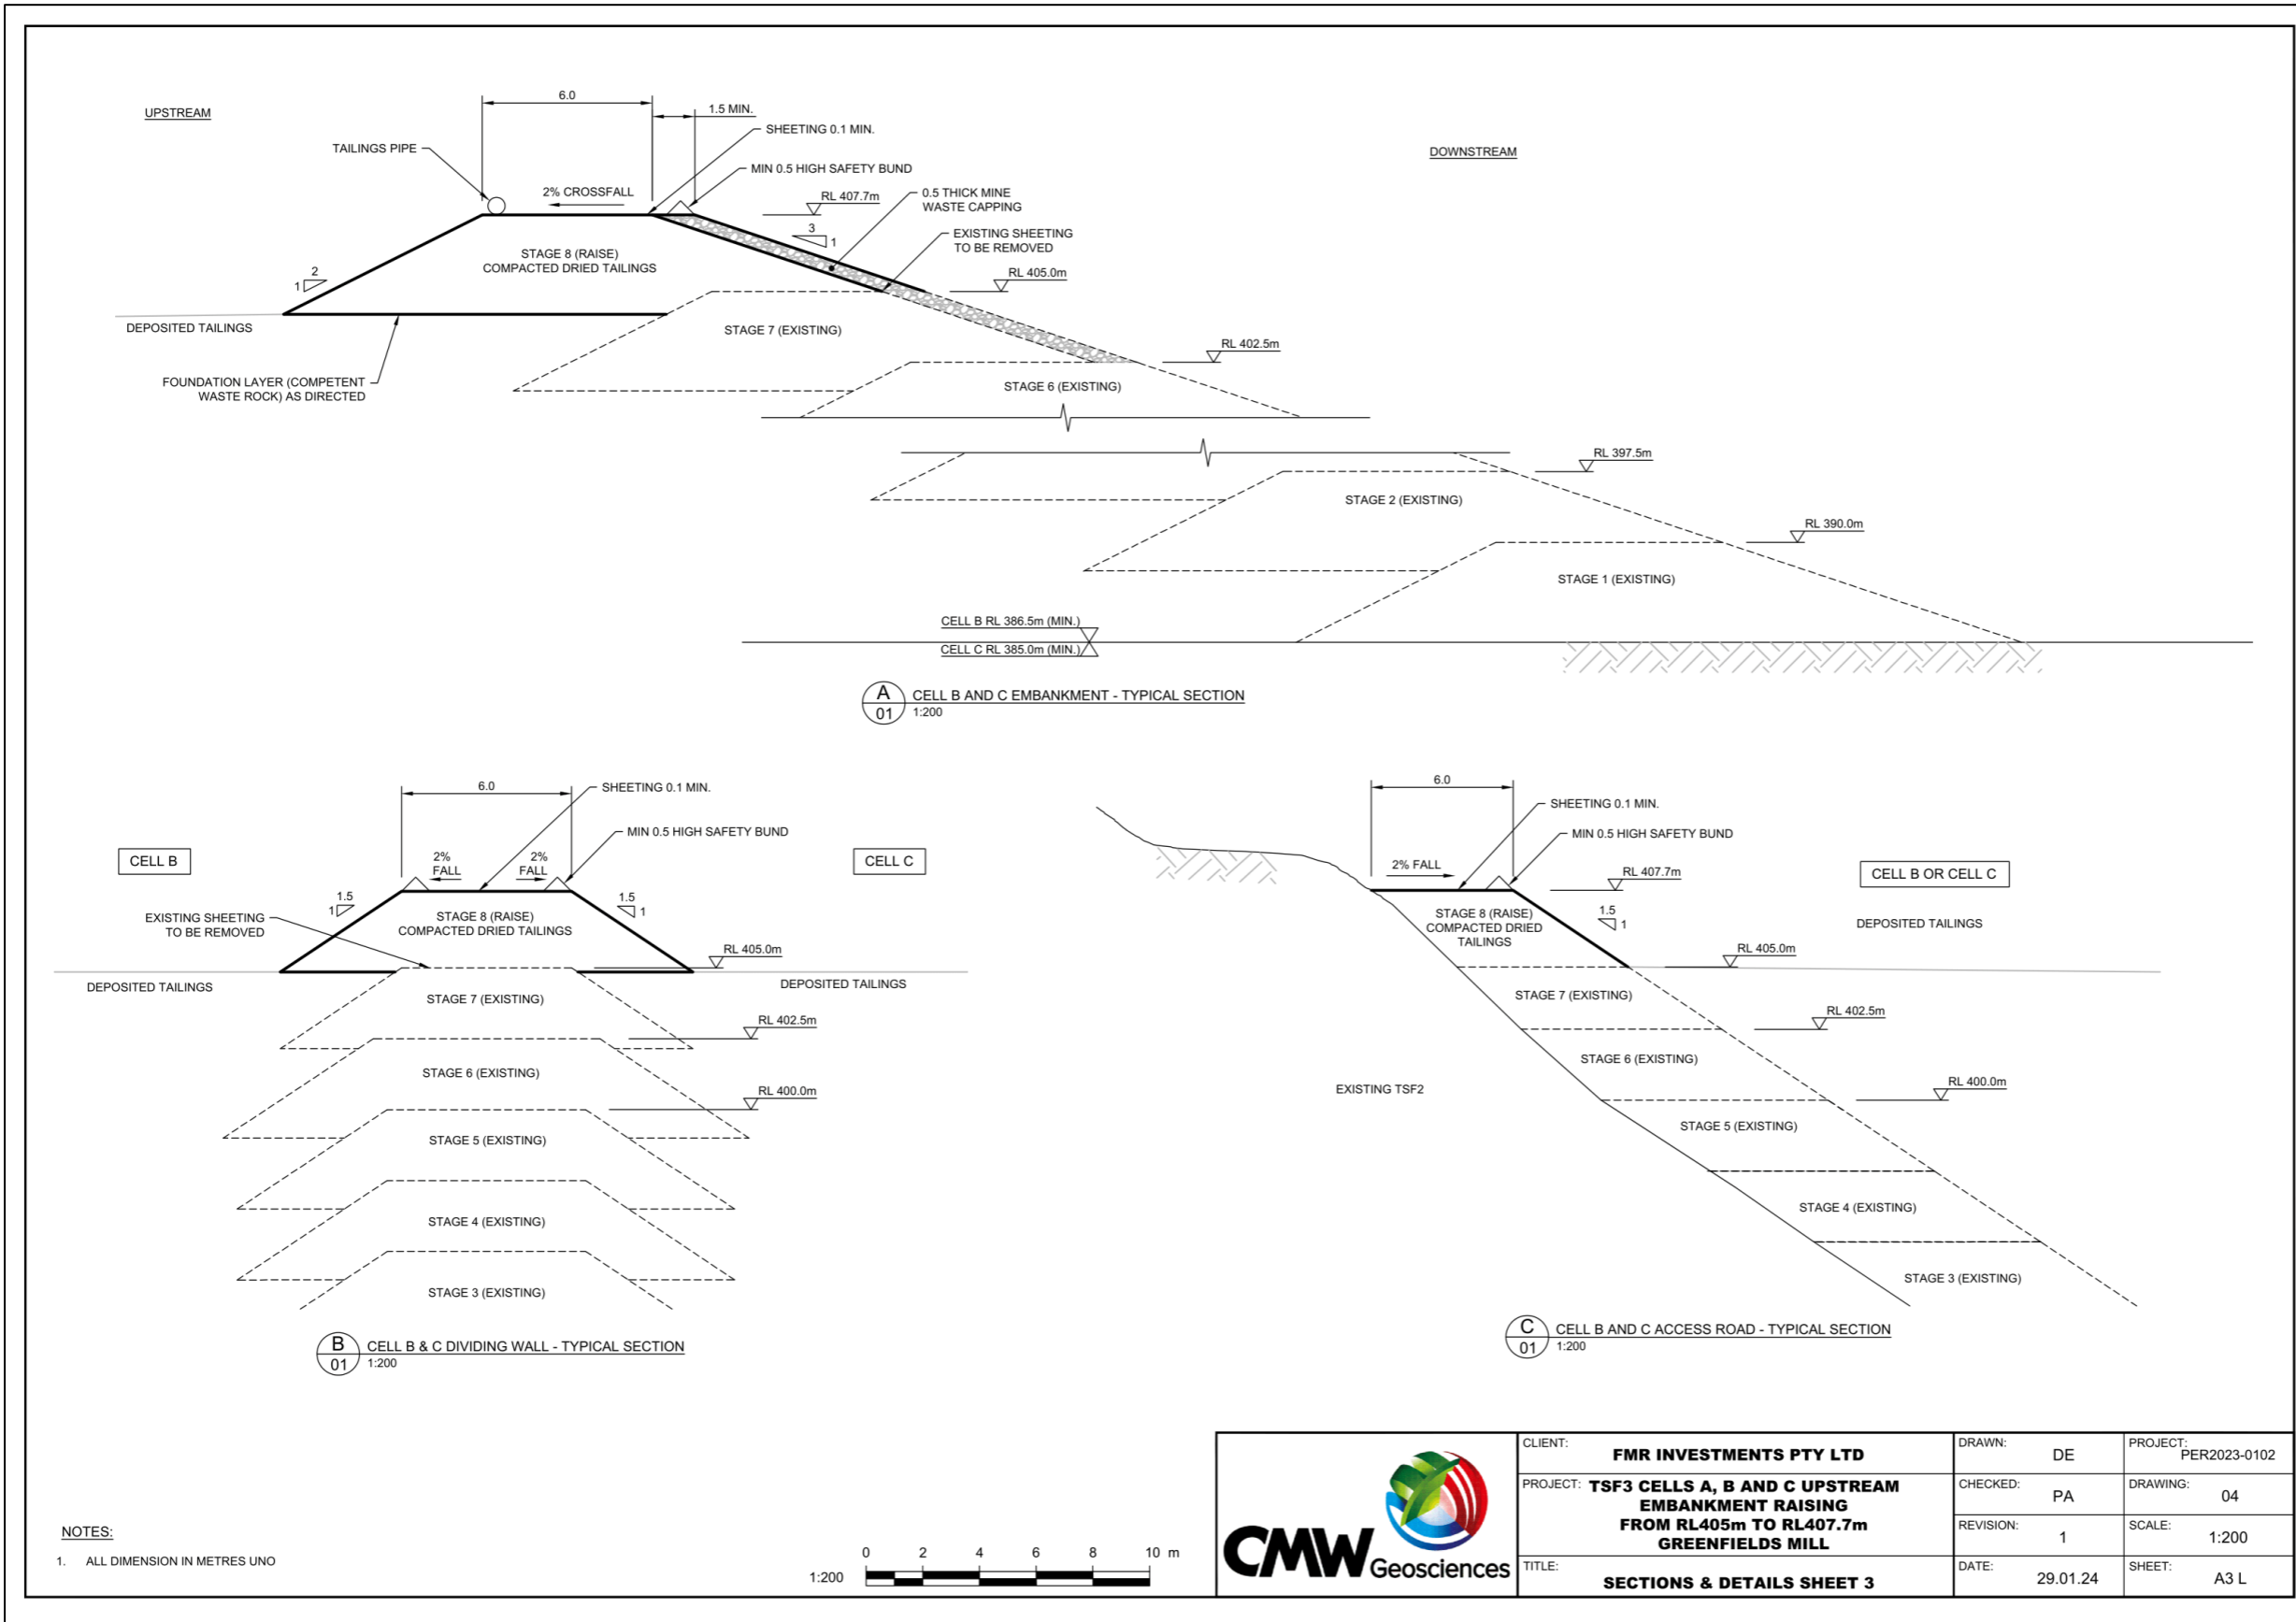 UPSTREAM
6.0
1.5 MIN.
SHEETING 0.1 MIN.
TAILINGS PIPE
MIN 0.5 HIGH SAFETY BUND
DOWNSTREAM
2% CROSSFALL
RL 407.7m
0.5 THICK MINE
WASTE CAPPING
3
1
EXISTING SHEETING
TO BE REMOVED
STAGE 8 (RAISE)
COMPACTED DRIED TAILINGS
2
1
RL 405.0m
DEPOSITED TAILINGS
STAGE 7 (EXISTING)
RL 402.5m
FOUNDATION LAYER (COMPETENT
WASTE ROCK) AS DIRECTED
STAGE 6 (EXISTING)
RL 397.5m
STAGE 2 (EXISTING)
RL 390.0m
STAGE 1 (EXISTING)
CELL B RL 386.5m (MIN.)
CELL C RL 385.0m (MIN.)
A
01
CELL B AND C EMBANKMENT - TYPICAL SECTION
1:200
6.0
SHEETING 0.1 MIN.
MIN 0.5 HIGH SAFETY BUND
CELL B
2%
FALL
2%
FALL
CELL C
1.5
1
1.5
1
EXISTING SHEETING
TO BE REMOVED
STAGE 8 (RAISE)
COMPACTED DRIED TAILINGS
RL 405.0m
DEPOSITED TAILINGS
DEPOSITED TAILINGS
STAGE 7 (EXISTING)
RL 402.5m
STAGE 6 (EXISTING)
RL 400.0m
STAGE 5 (EXISTING)
STAGE 4 (EXISTING)
STAGE 3 (EXISTING)
B
01
CELL B & C DIVIDING WALL - TYPICAL SECTION
1:200
6.0
SHEETING 0.1 MIN.
MIN 0.5 HIGH SAFETY BUND
2% FALL
RL 407.7m
CELL B OR CELL C
STAGE 8 (RAISE)
COMPACTED DRIED
TAILINGS
1.5
1
DEPOSITED TAILINGS
RL 405.0m
STAGE 7 (EXISTING)
RL 402.5m
STAGE 6 (EXISTING)
EXISTING TSF2
RL 400.0m
STAGE 5 (EXISTING)
STAGE 4 (EXISTING)
STAGE 3 (EXISTING)
C
01
CELL B AND C ACCESS ROAD - TYPICAL SECTION
1:200
NOTES:
1. ALL DIMENSION IN METRES UNO
1:200
0 2 4 6 8 10 m
CMW Geosciences
CLIENT:
FMR INVESTMENTS PTY LTD
PROJECT: TSF3 CELLS A, B AND C UPSTREAM
EMBANKMENT RAISING
FROM RL405m TO RL407.7m
GREENFIELDS MILL
TITLE:
SECTIONS & DETAILS SHEET 3
DRAWN:
DE
PROJECT:
PER2023-0102
CHECKED:
PA
DRAWING:
04
REVISION:
1
SCALE:
1:200
DATE:
29.01.24
SHEET:
A3 L